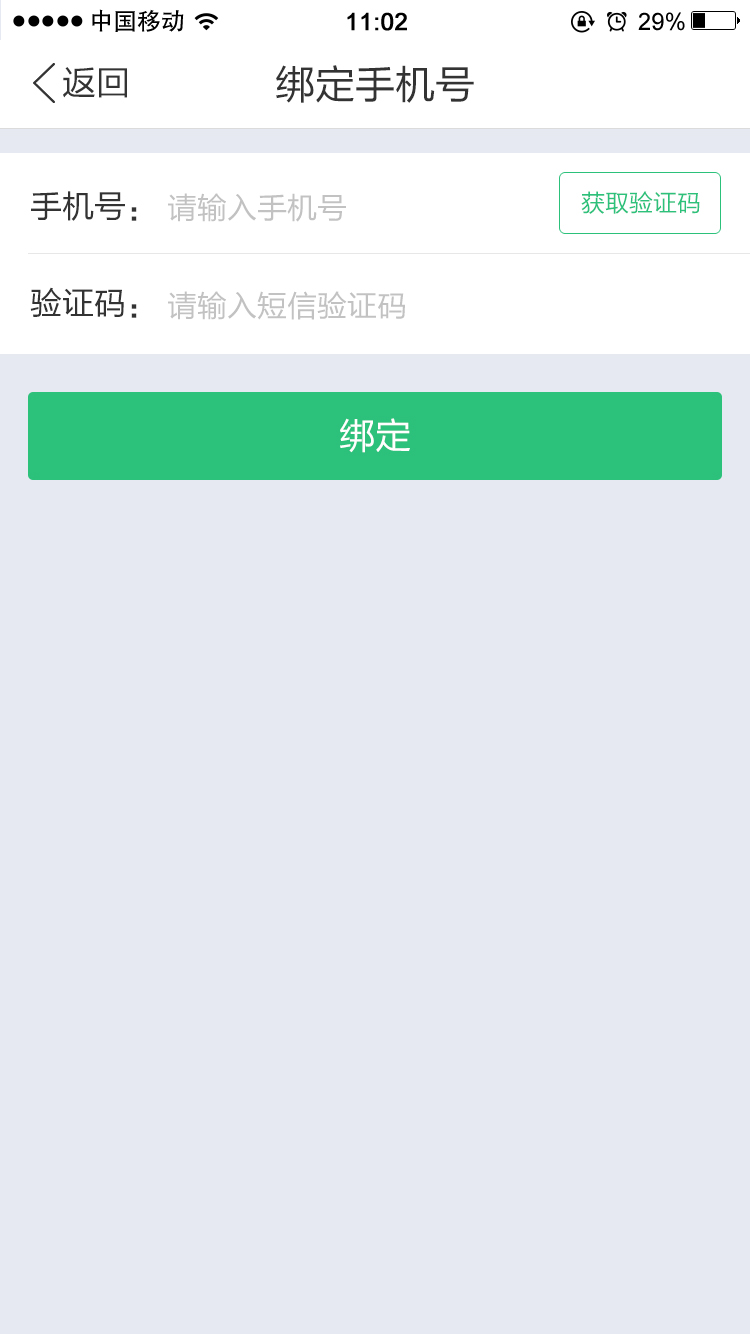 中国移动 11:02 29%
返回 绑定手机号
手机号： 请输入手机号 获取验证码
验证码： 请输入短信验证码
绑定